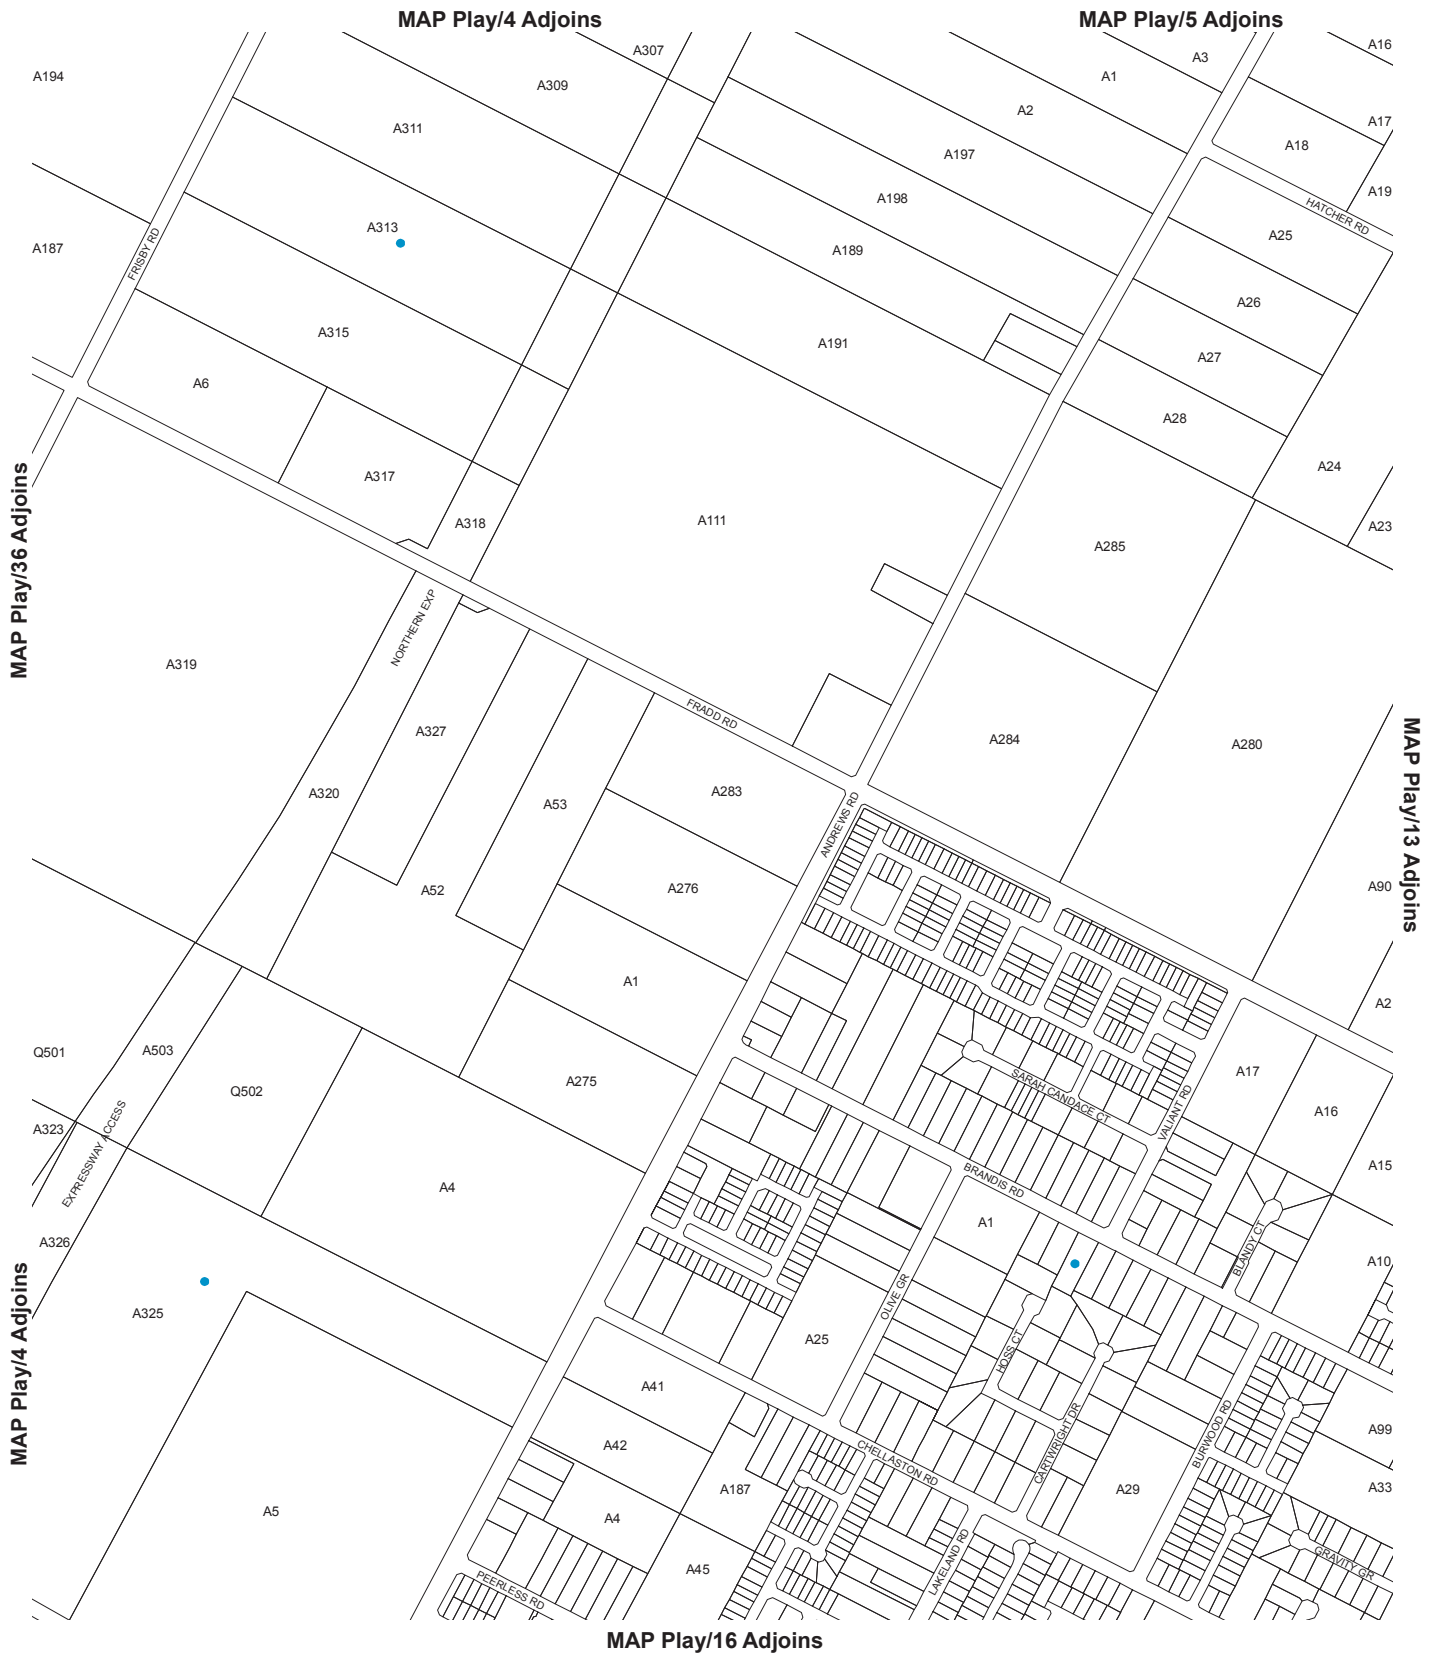 MAP Play/4 Adjoins
MAP Play/5 Adjoins
A307
A3
A16
A194
A309
A1
A2
A17
A311
A18
A197
A19
A198
HATCHER RD
A313
A25
A187
FRISBY RD
A189
A26
A315
A191
A27
A6
A28
A24
A317
A318
A111
A23
A285
MAP Play/36 Adjoins
NORTHERN EXP
A319
FRADD RD
A327
A284
A280
A320
A53
A283
ANDREWS RD
MAP Play/13 Adjoins
A52
A276
A90
A1
A2
Q501
A503
Q502
A275
SARAH CANDACE CT
A17
VALIANT RD
A16
A323
EXPRESSWAY ACCESS
A4
BRANDIS RD
A15
A326
A1
BLANDY CT
A10
A325
OLIVE GR
A25
HOSS CT
MAP Play/4 Adjoins
A41
A42
CHELLASTON RD
CARTWRIGHT DR
BURWOOD RD
A99
A187
A29
A33
A5
A4
A45
LAKELAND RD
GRAVITY GR
PEERLESS RD
MAP Play/16 Adjoins